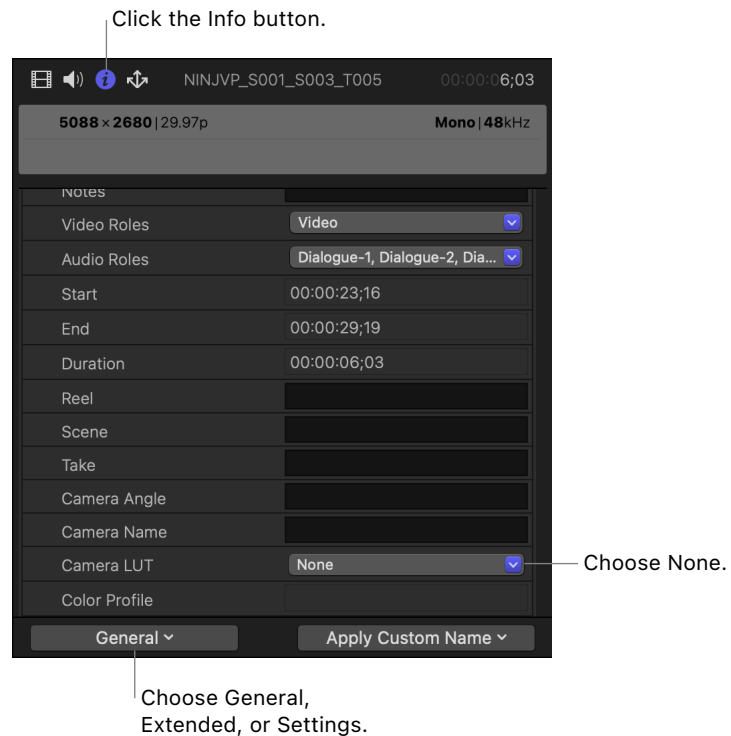 Click the Info button.
NINJVP_S001_S003_T005 00:00:06;03
5088 × 2680 | 29.97p Mono | 48kHz
Notes
Video Roles Video
Audio Roles Dialogue-1, Dialogue-2, Dia...
Start 00:00:23;16
End 00:00:29;19
Duration 00:00:06;03
Reel
Scene
Take
Camera Angle
Camera Name
Camera LUT None
Choose None.
Color Profile
General Apply Custom Name
Choose General,
Extended, or Settings.